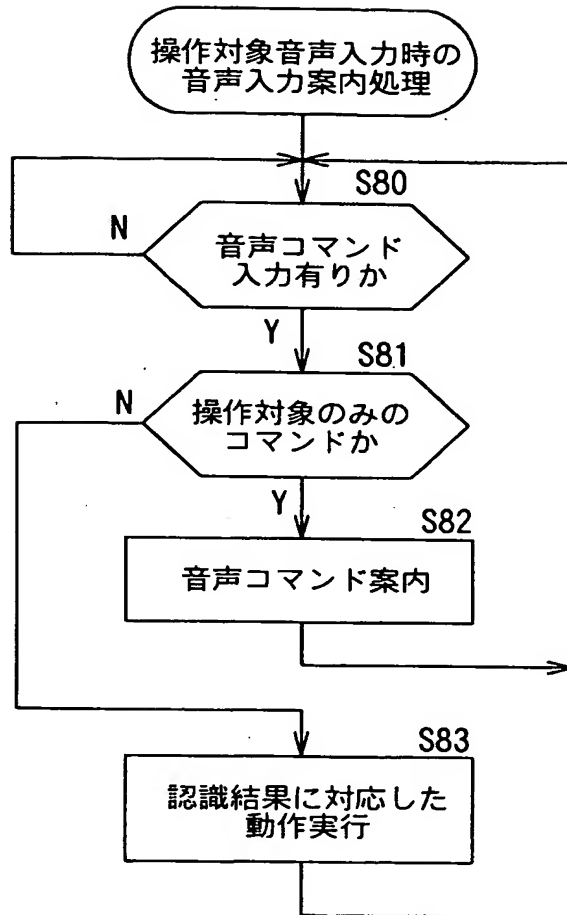 操作対象音声入力時の
音声入力案内処理
S80
N
音声コマンド
入力有りか
Y
S81
N
操作対象のみの
コマンドか
Y
S82
音声コマンド案内
S83
認識結果に対応した
動作実行